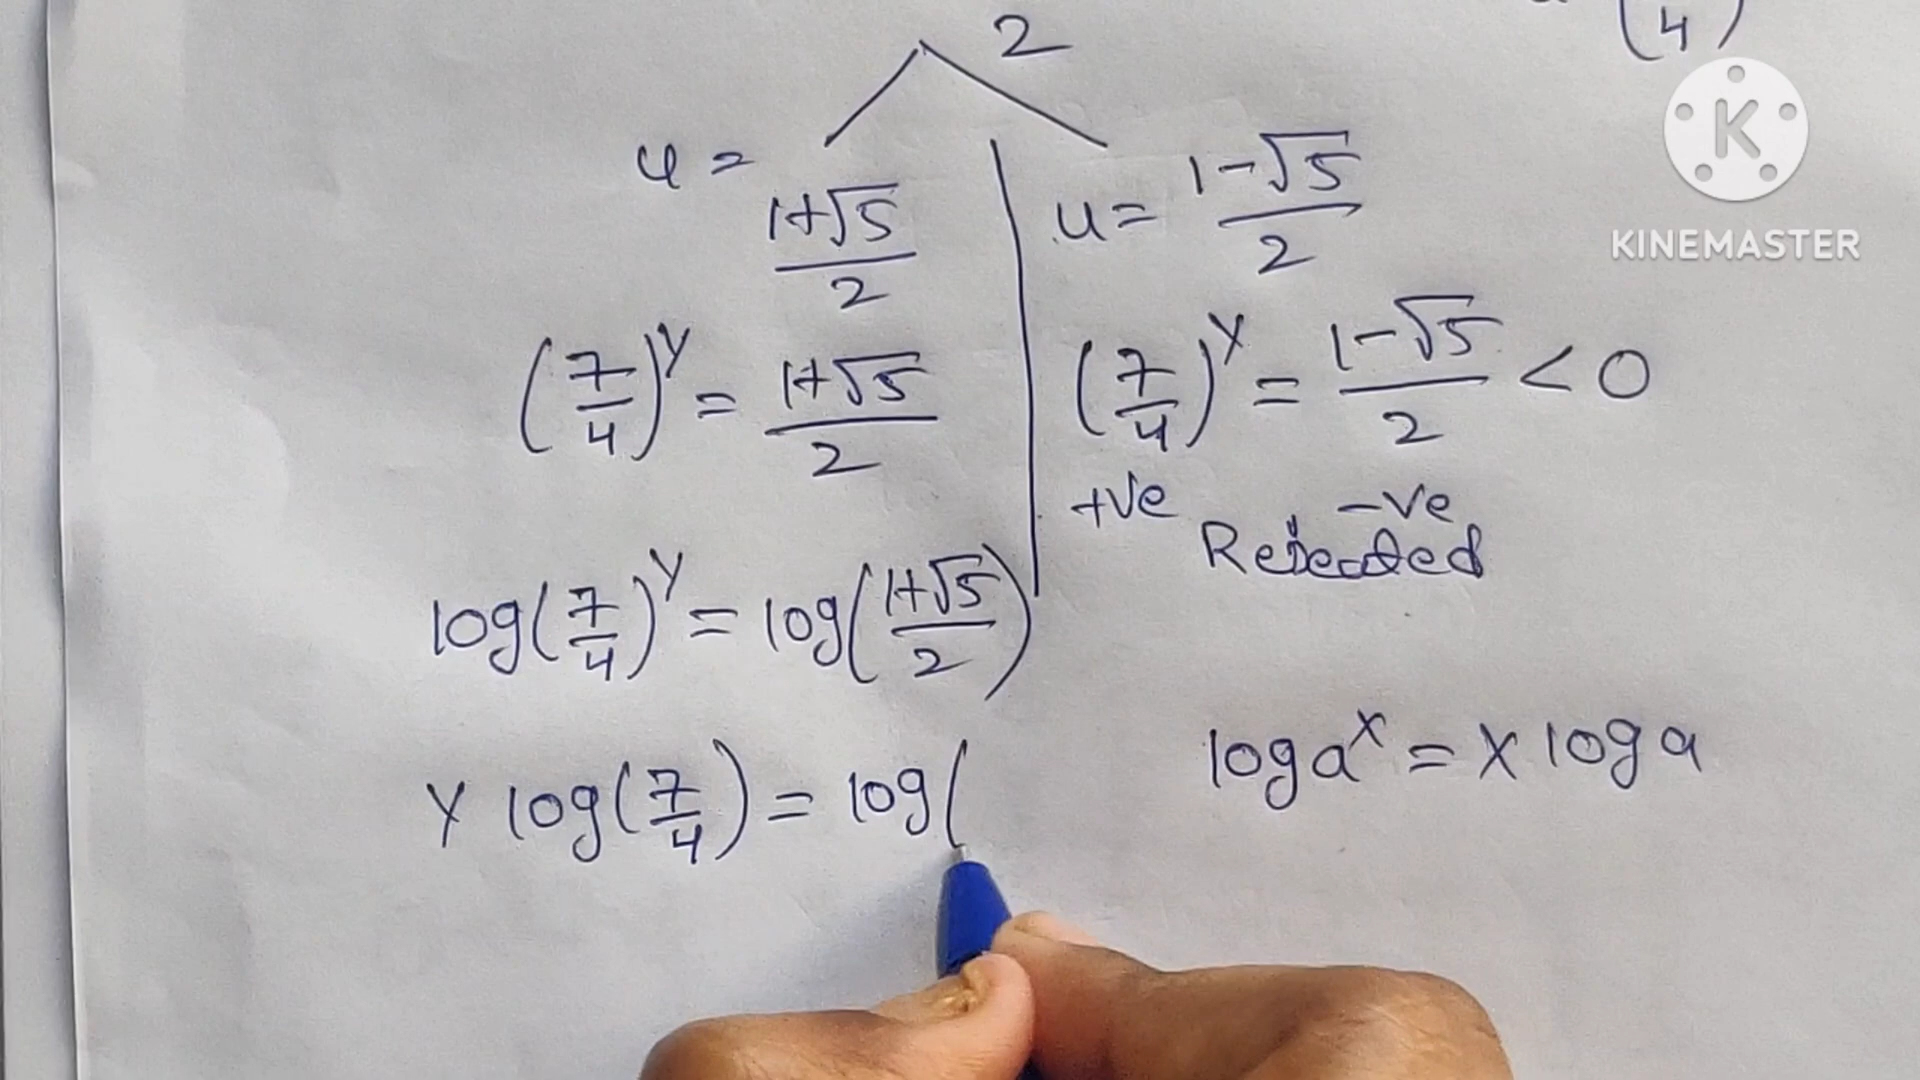 4
2
u =
1+√5
2
u = 1-√5
2
(7/4)^y = 1+√5
2
(7/4)^y = 1-√5 < 0
2
+ve -ve
Rejected
log(7/4)^y = log(1+√5
2)
y log(7/4) = log(
log a^x = x log a
K
KINEMASTER